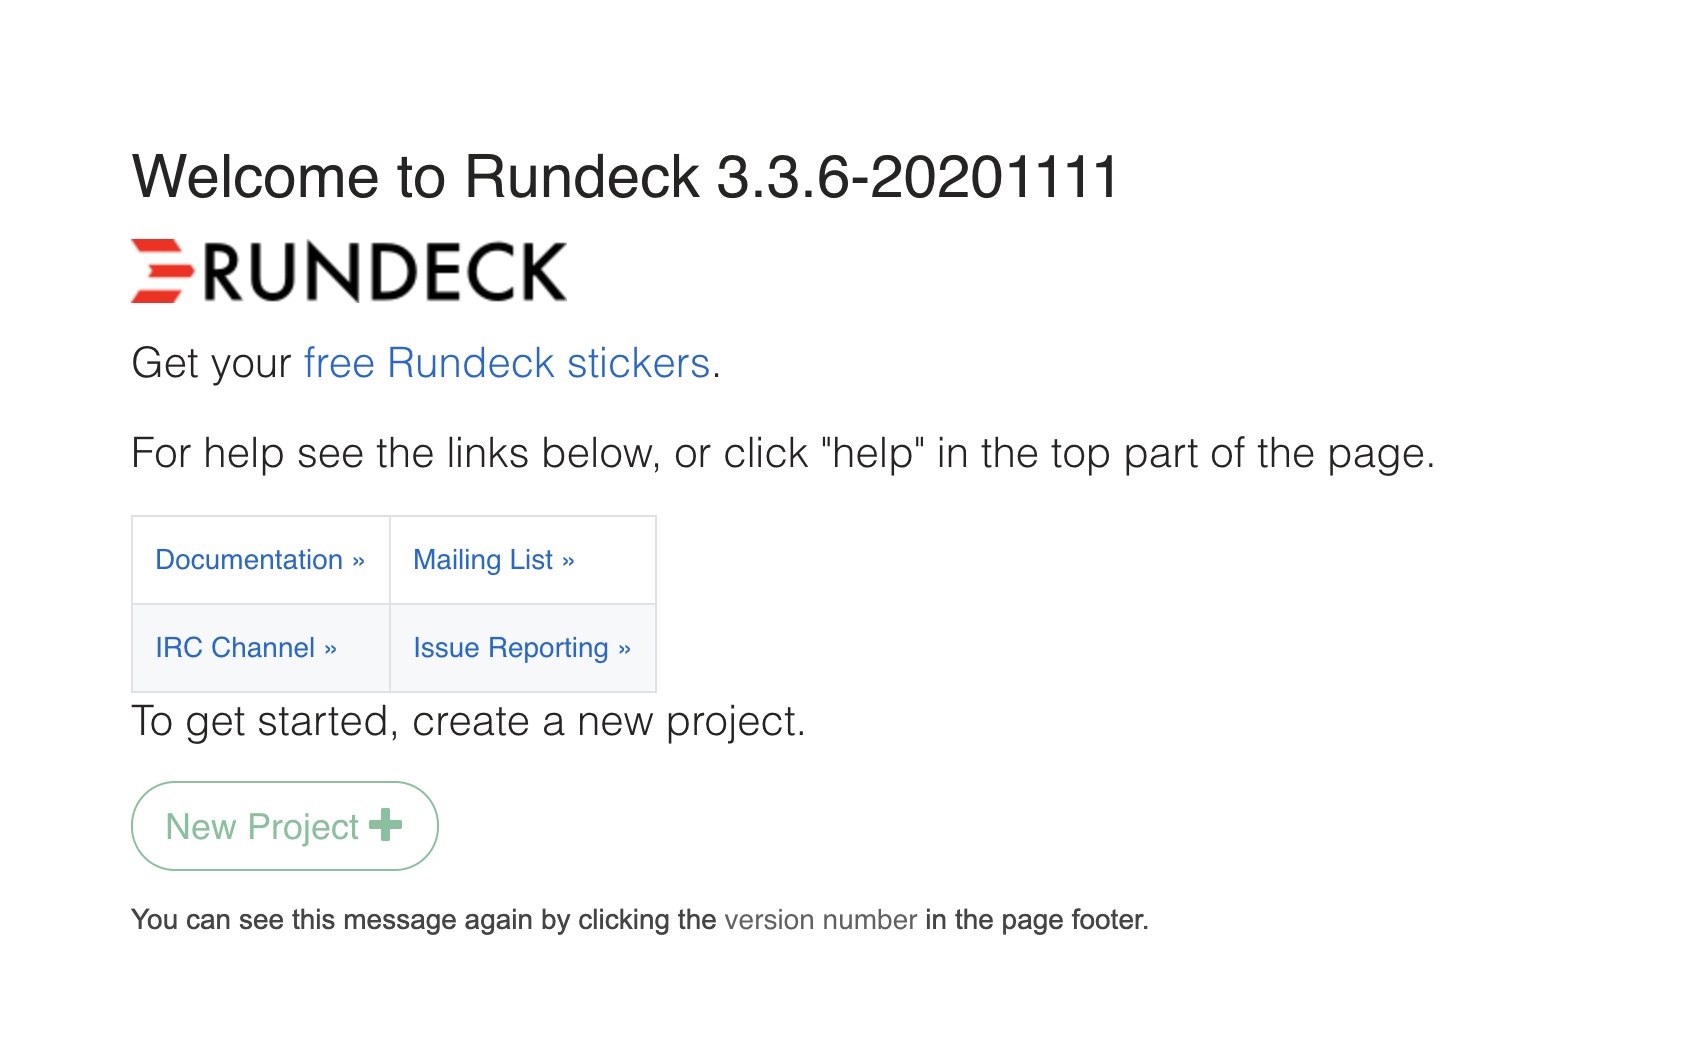 Welcome to Rundeck 3.3.6-20201111
RUNDECK
Get your free Rundeck stickers.
For help see the links below, or click "help" in the top part of the page.
Documentation » Mailing List »
IRC Channel » Issue Reporting »
To get started, create a new project.
New Project
You can see this message again by clicking the version number in the page footer.